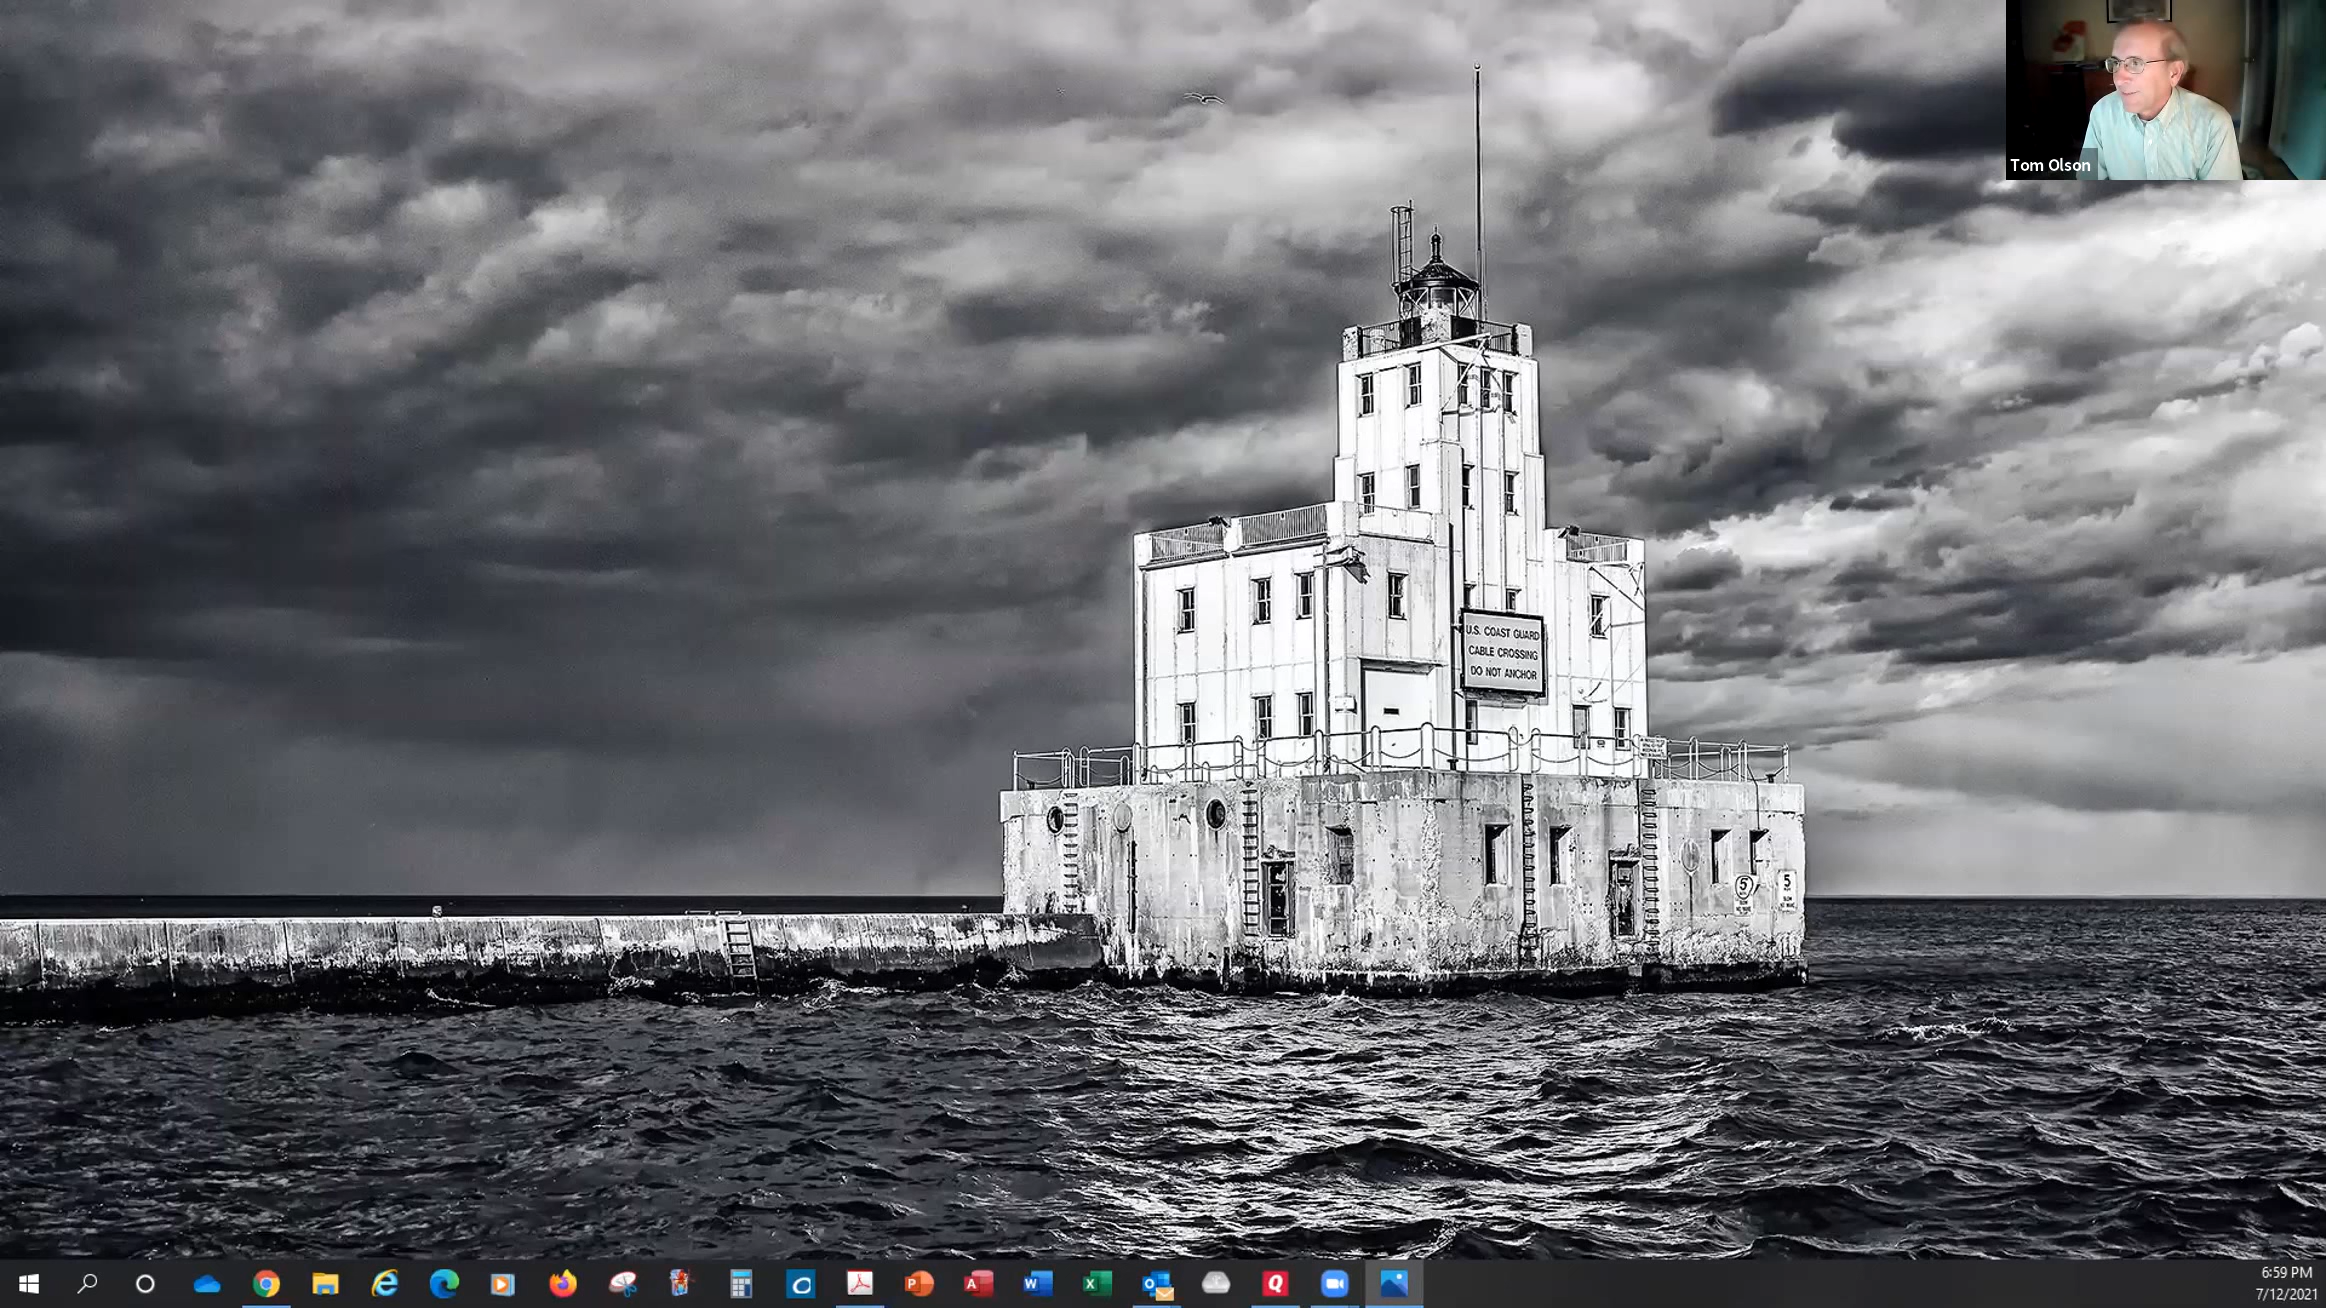 Tom Olson
U.S. COAST GUARD
CABLE CROSSING
DO NOT ANCHOR
5
5
6:59 PM
7/12/2021